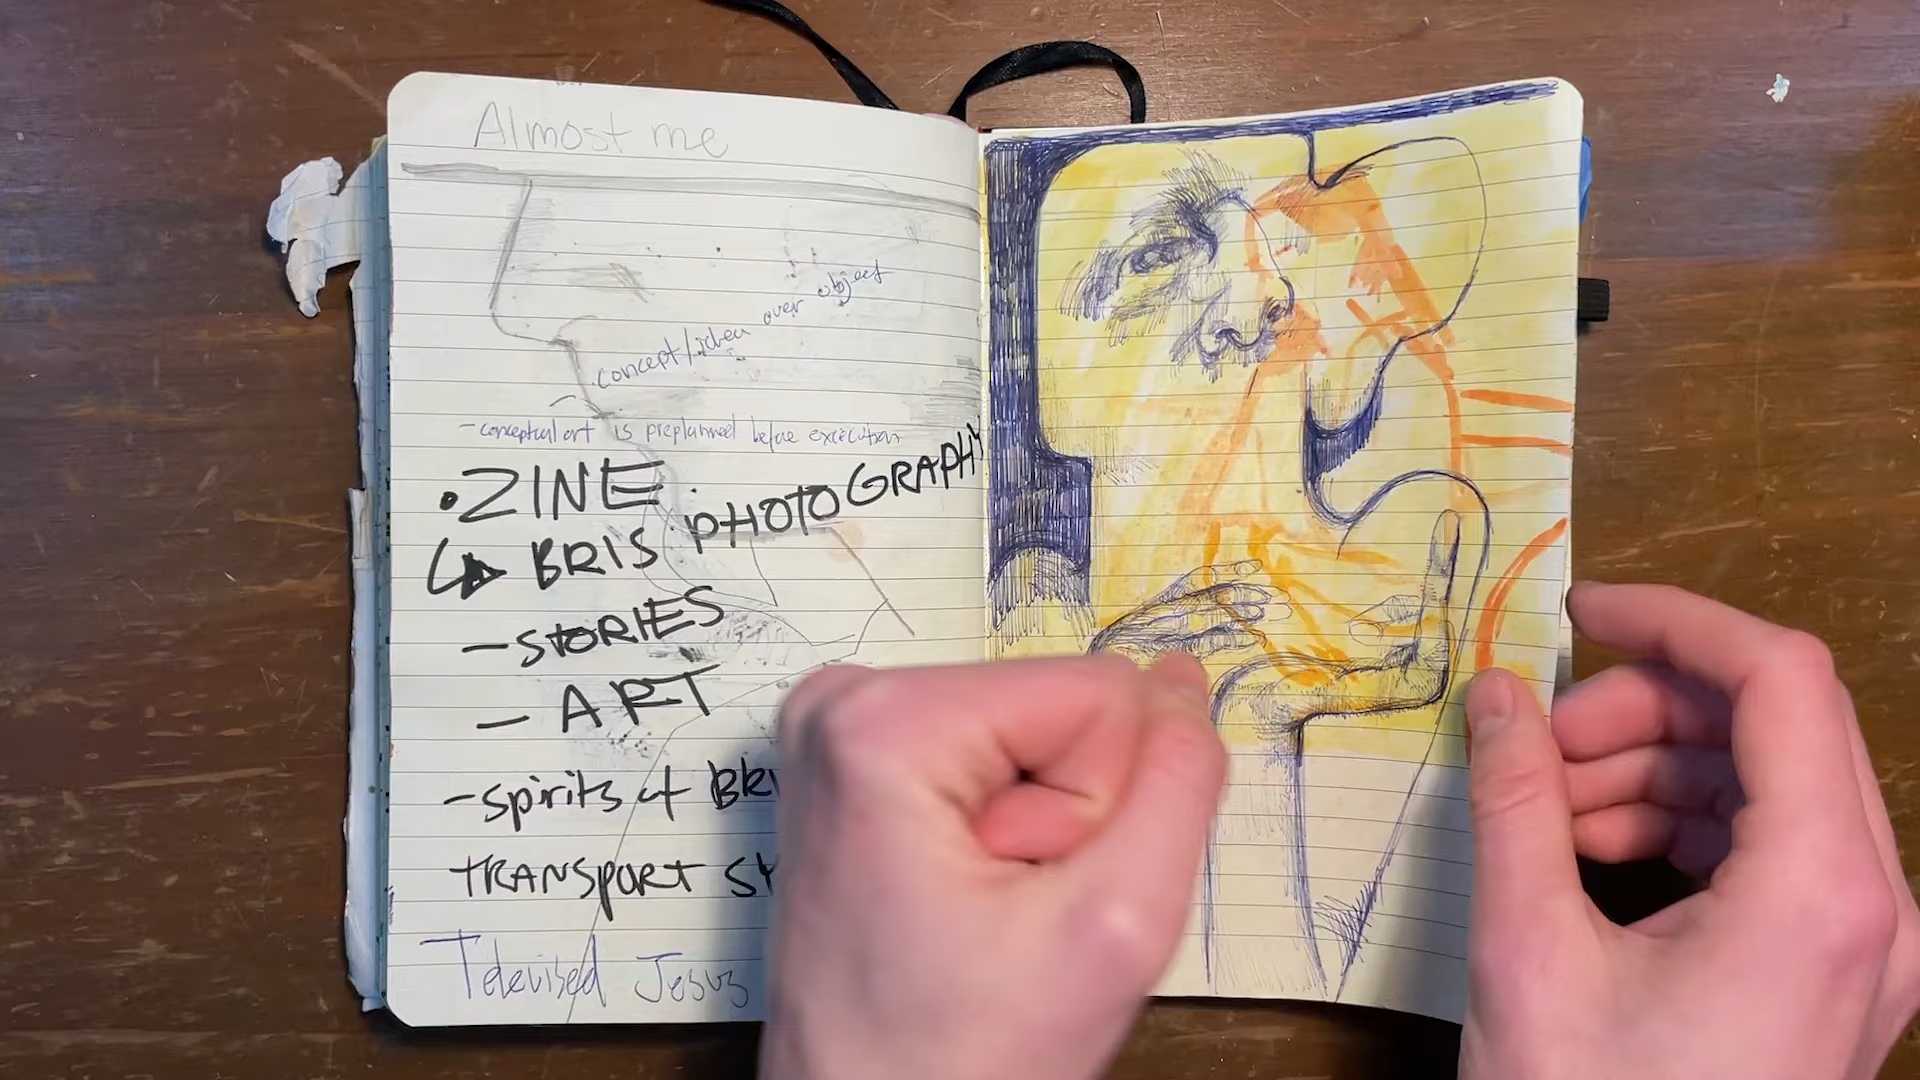 Almost me
concept/idea over object
- conceptual art is preplanned before excecution
• ZINE
↳ BRIS PHOTOGRAPHY
- STORIES
- ART
- spirits of
TRANSPORT
Televised Jesus